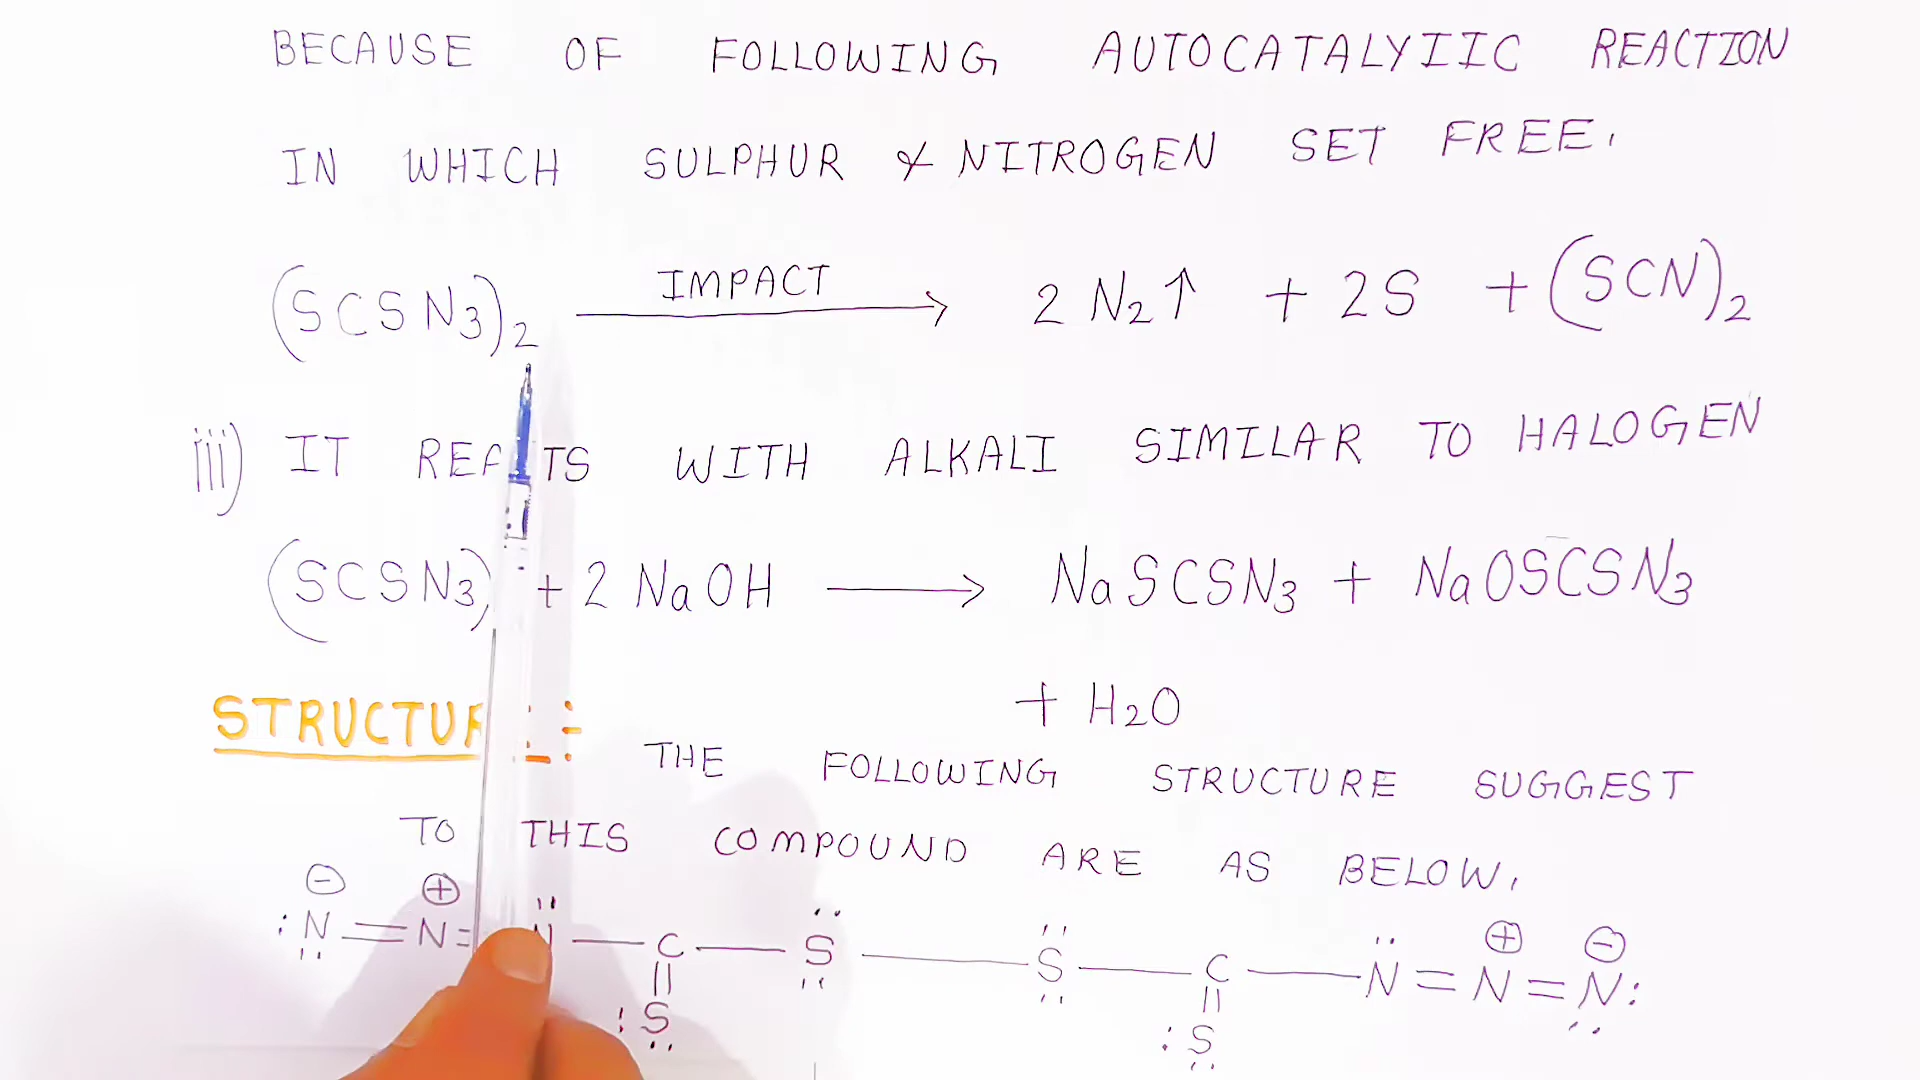 BECAUSE OF FOLLOWING AUTOCATALYIIC REACTION
IN WHICH SULPHUR & NITROGEN SET FREE.
(SCSN3)2 IMPACT → 2 N2↑ + 2S + (SCN)2
iii) IT REA TS WITH ALKALI SIMILAR TO HALOGEN
(SCSN3) + 2 NaOH → NaSCSN3 + NaOSCSN3
+ H2O
STRUCTU :
THE FOLLOWING STRUCTURE SUGGEST
TO THIS COMPOUND ARE AS BELOW.
⊖ ⊕ ⊕ ⊖
:N = N = N — C — S — S — C — N = N = N:
:S :S